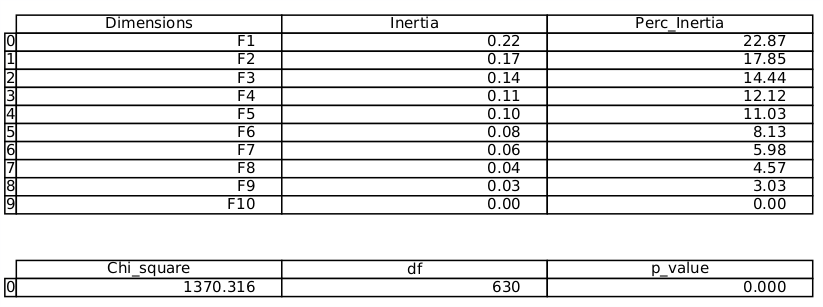 Dimensions Inertia Perc_Inertia
0 F1 0.22 22.87
1 F2 0.17 17.85
2 F3 0.14 14.44
3 F4 0.11 12.12
4 F5 0.10 11.03
5 F6 0.08 8.13
6 F7 0.06 5.98
7 F8 0.04 4.57
8 F9 0.03 3.03
9 F10 0.00 0.00
Chi_square df p_value
0 1370.316 630 0.000